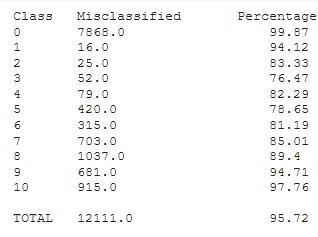 Class Misclassified Percentage
0 7868.0 99.87
1 16.0 94.12
2 25.0 83.33
3 52.0 76.47
4 79.0 82.29
5 420.0 78.65
6 315.0 81.19
7 703.0 85.01
8 1037.0 89.4
9 681.0 94.71
10 915.0 97.76
TOTAL 12111.0 95.72